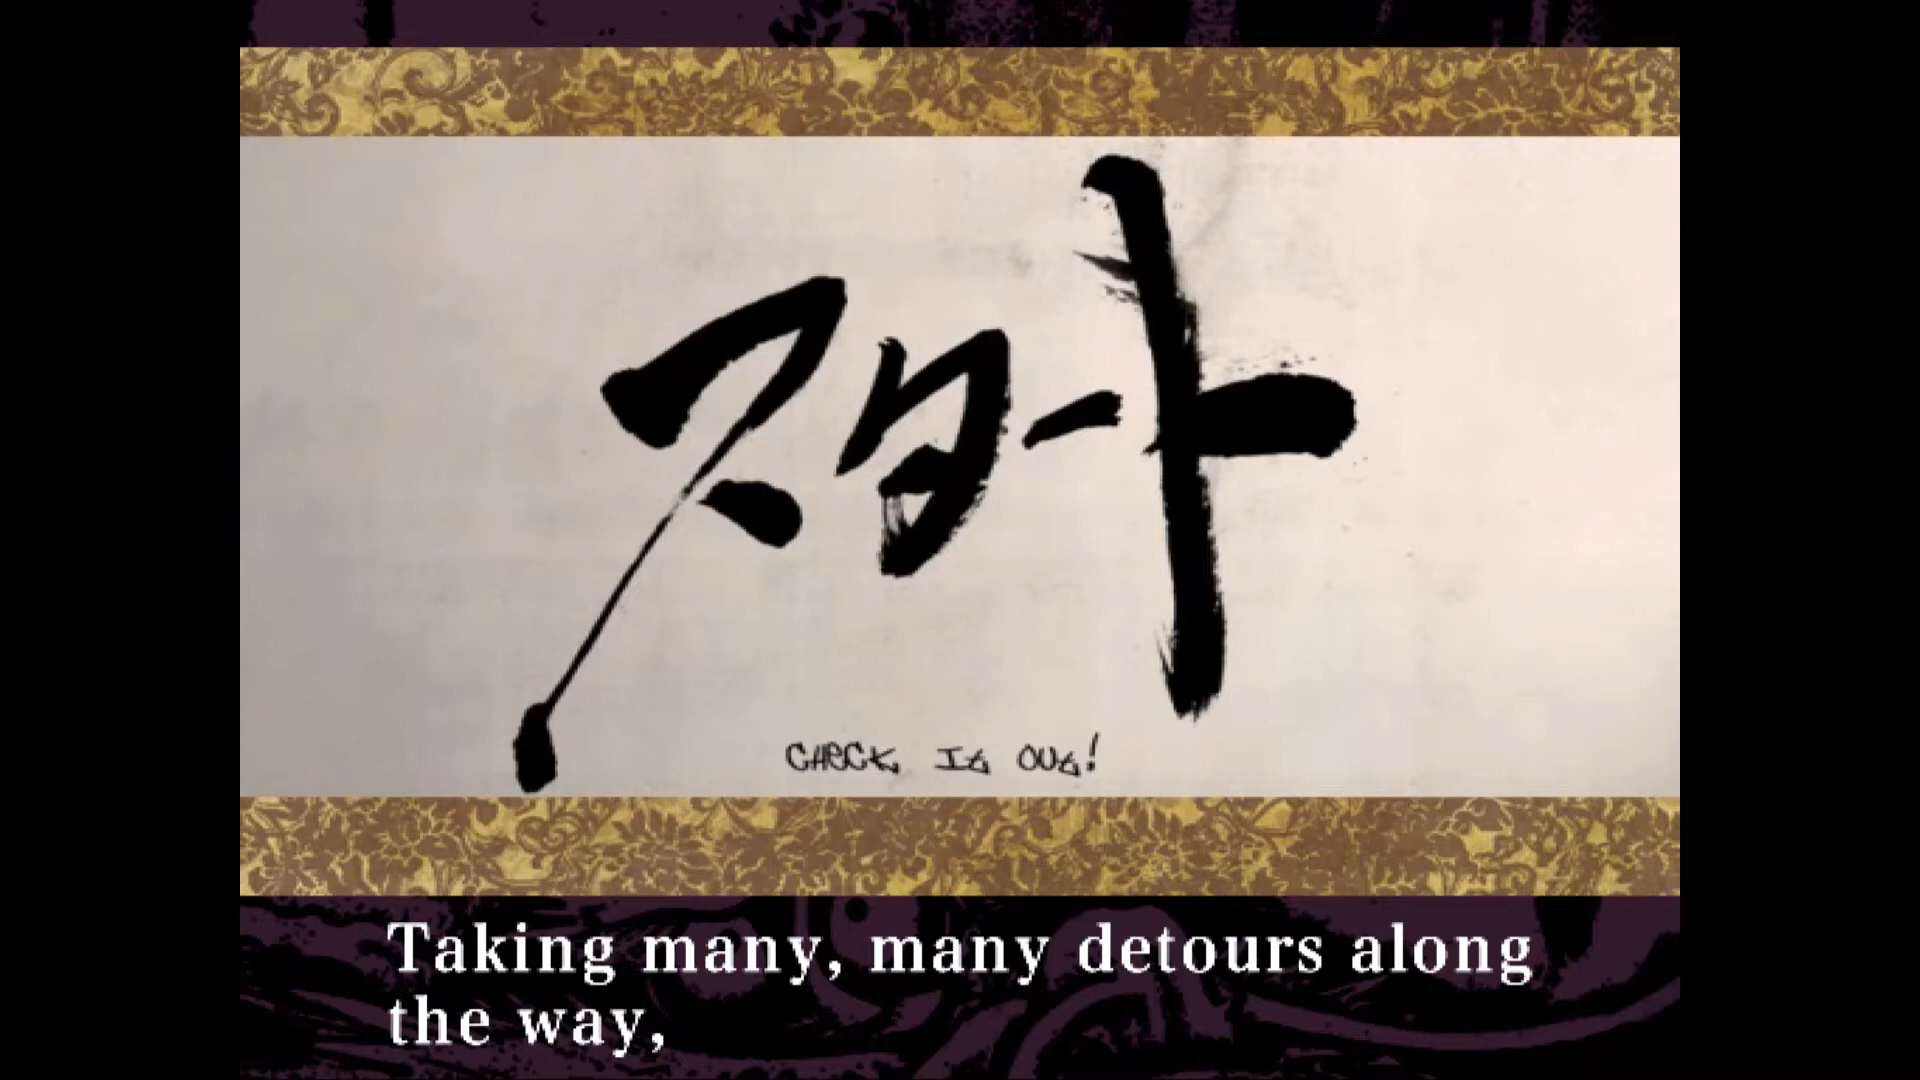 スタート
CHECK It OUt!
Taking many, many detours along
the way,